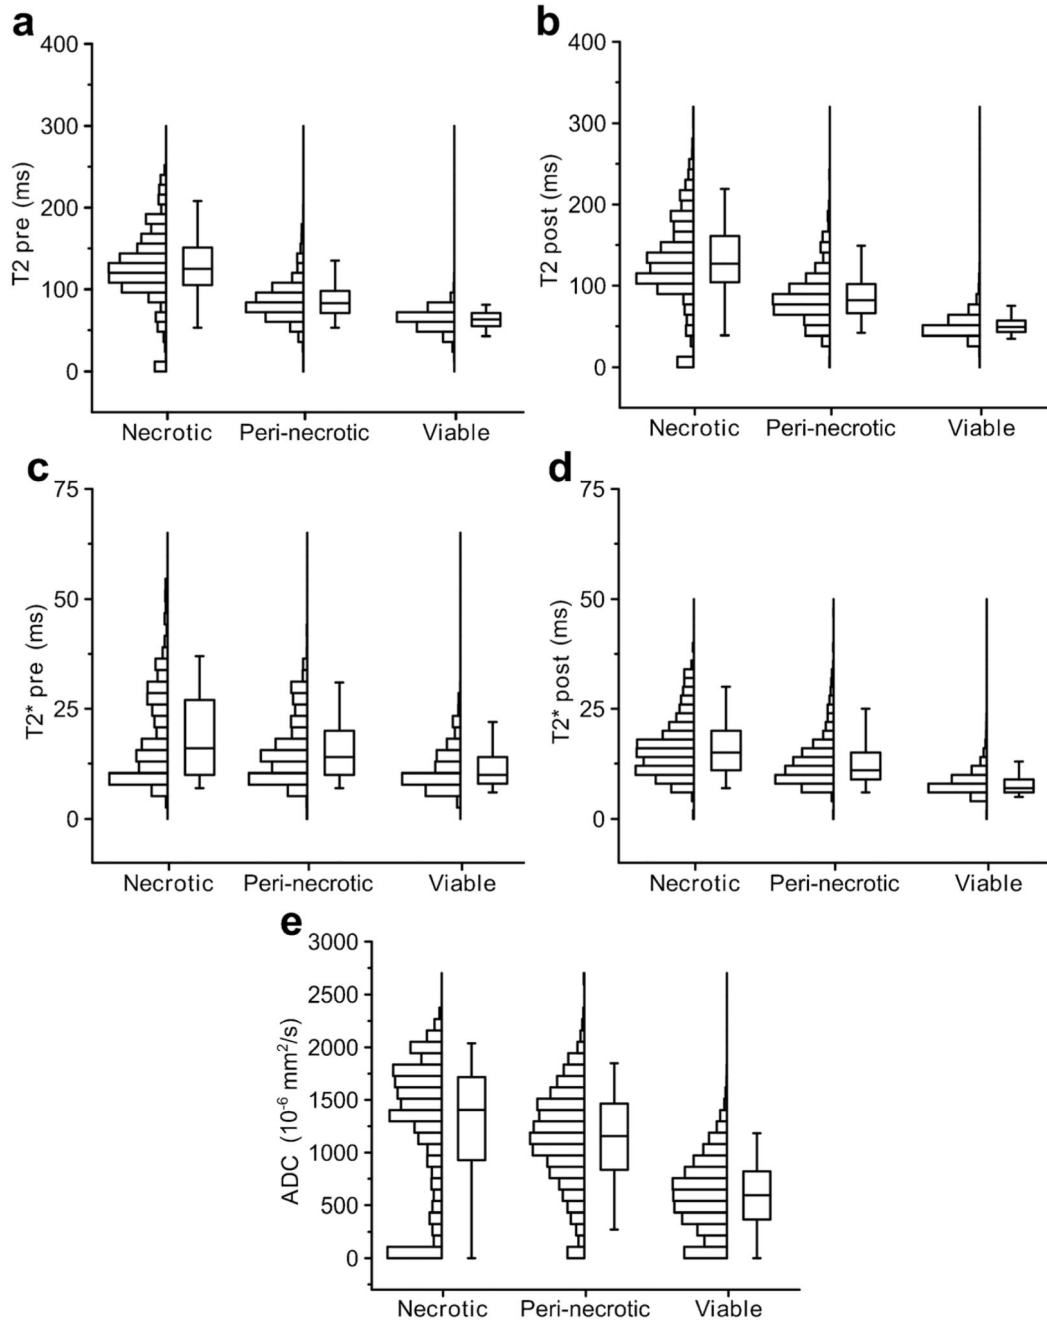 a
b
400
300
200
100
0
T2 pre (ms)
Necrotic Peri-necrotic Viable
400
300
200
100
0
T2 post (ms)
Necrotic Peri-necrotic Viable
c
d
75
50
25
0
T2* pre (ms)
Necrotic Peri-necrotic Viable
75
50
25
0
T2* post (ms)
Necrotic Peri-necrotic Viable
e
3000
2500
2000
1500
1000
500
0
ADC (10⁻⁶ mm²/s)
Necrotic Peri-necrotic Viable